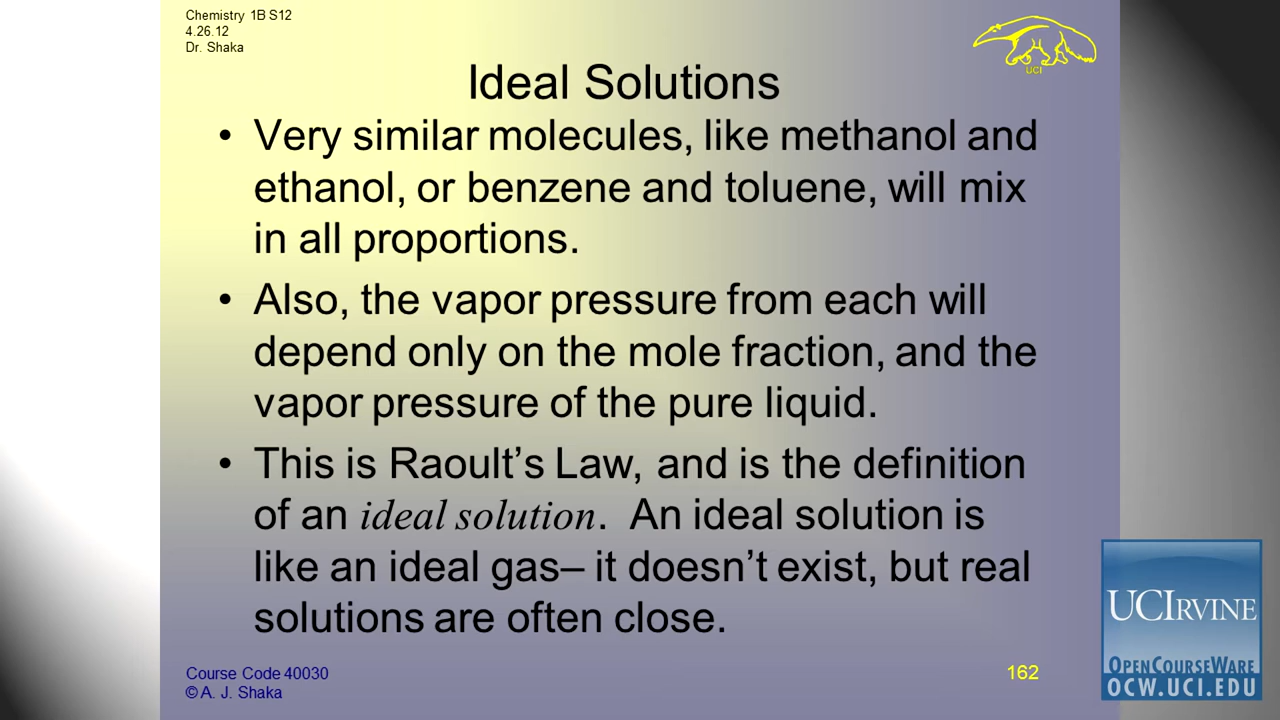 Chemistry 1B S12
4.26.12
Dr. Shaka
UCI
Ideal Solutions
• Very similar molecules, like methanol and
ethanol, or benzene and toluene, will mix
in all proportions.
• Also, the vapor pressure from each will
depend only on the mole fraction, and the
vapor pressure of the pure liquid.
• This is Raoult’s Law, and is the definition
of an ideal solution.  An ideal solution is
like an ideal gas– it doesn’t exist, but real
solutions are often close.
Course Code 40030
© A. J. Shaka
162
UCIRVINE
OPENCOURSEWARE
OCW.UCI.EDU